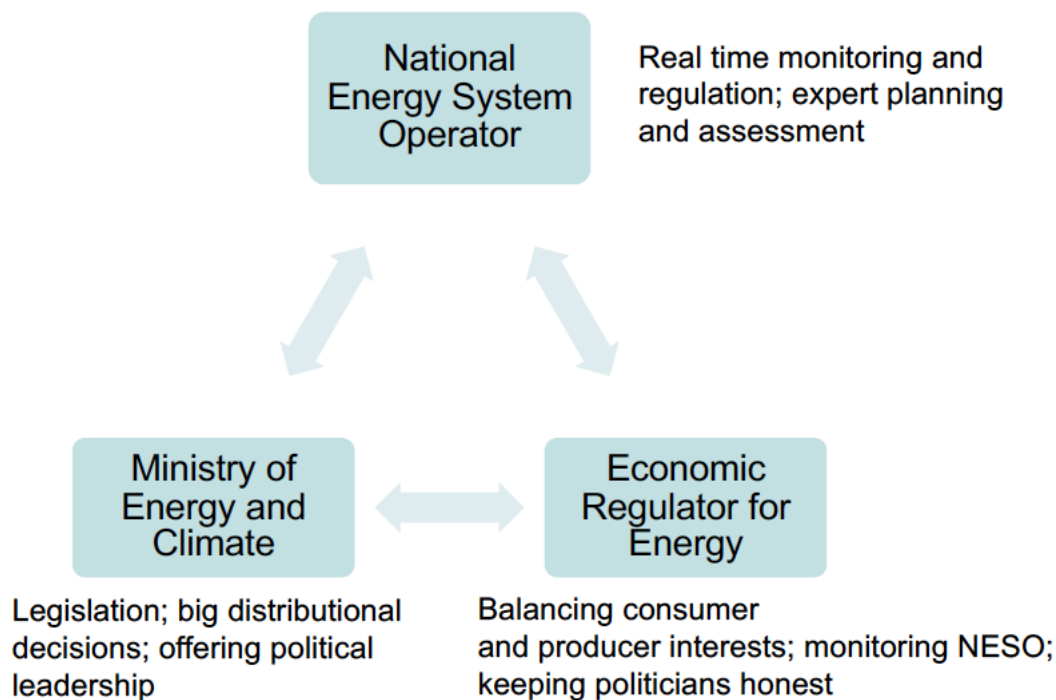 National
Energy System
Operator
Real time monitoring and
regulation; expert planning
and assessment
Ministry of
Energy and
Climate
Economic
Regulator for
Energy
Legislation; big distributional
decisions; offering political
leadership
Balancing consumer
and producer interests; monitoring NESO;
keeping politicians honest